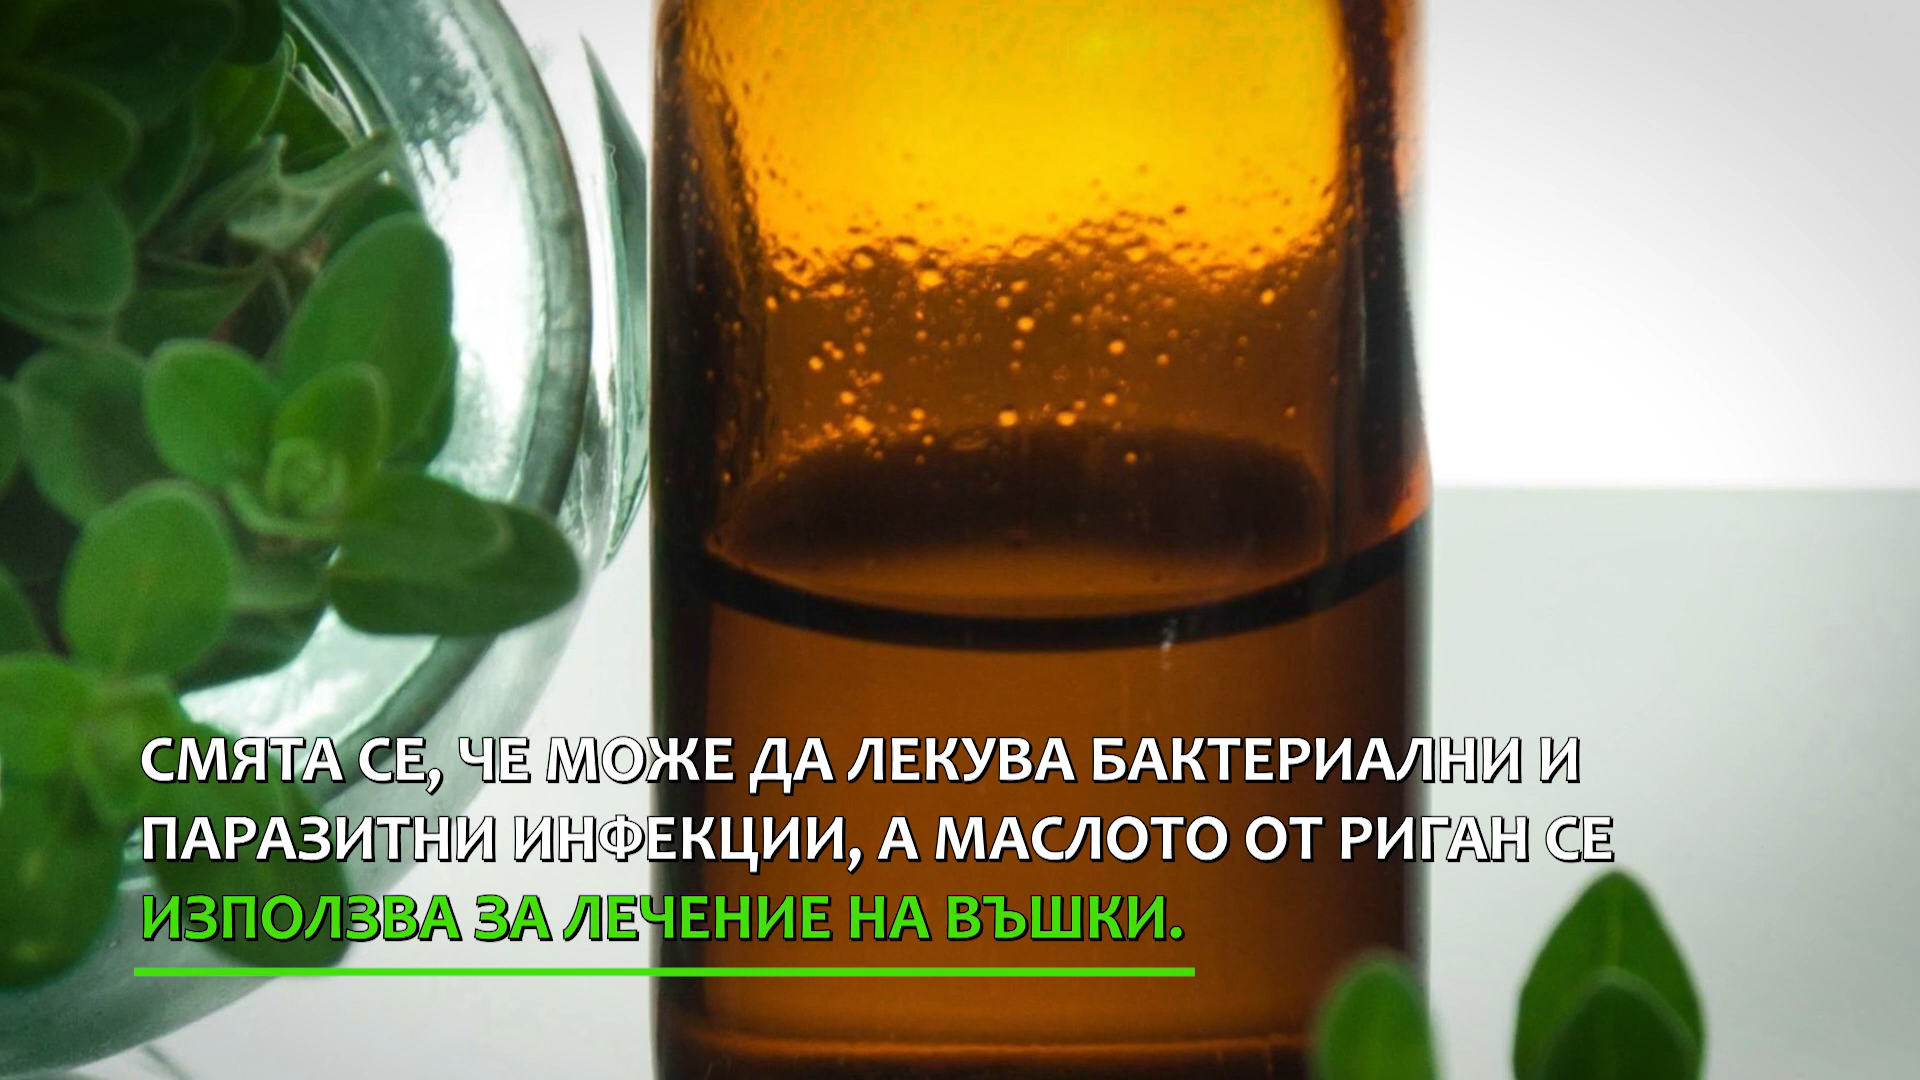 СМЯТА СЕ, ЧЕ МОЖЕ ДА ЛЕКУВА БАКТЕРИАЛНИ И
ПАРАЗИТНИ ИНФЕКЦИИ, А МАСЛОТО ОТ РИГАН СЕ
ИЗПОЛЗВА ЗА ЛЕЧЕНИЕ НА ВЪШКИ.